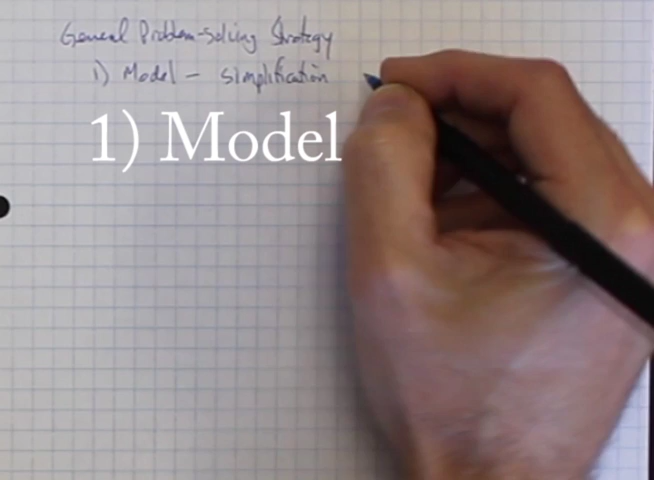 General Problem-Solving Strategy
1) Model - simplification
1) Model